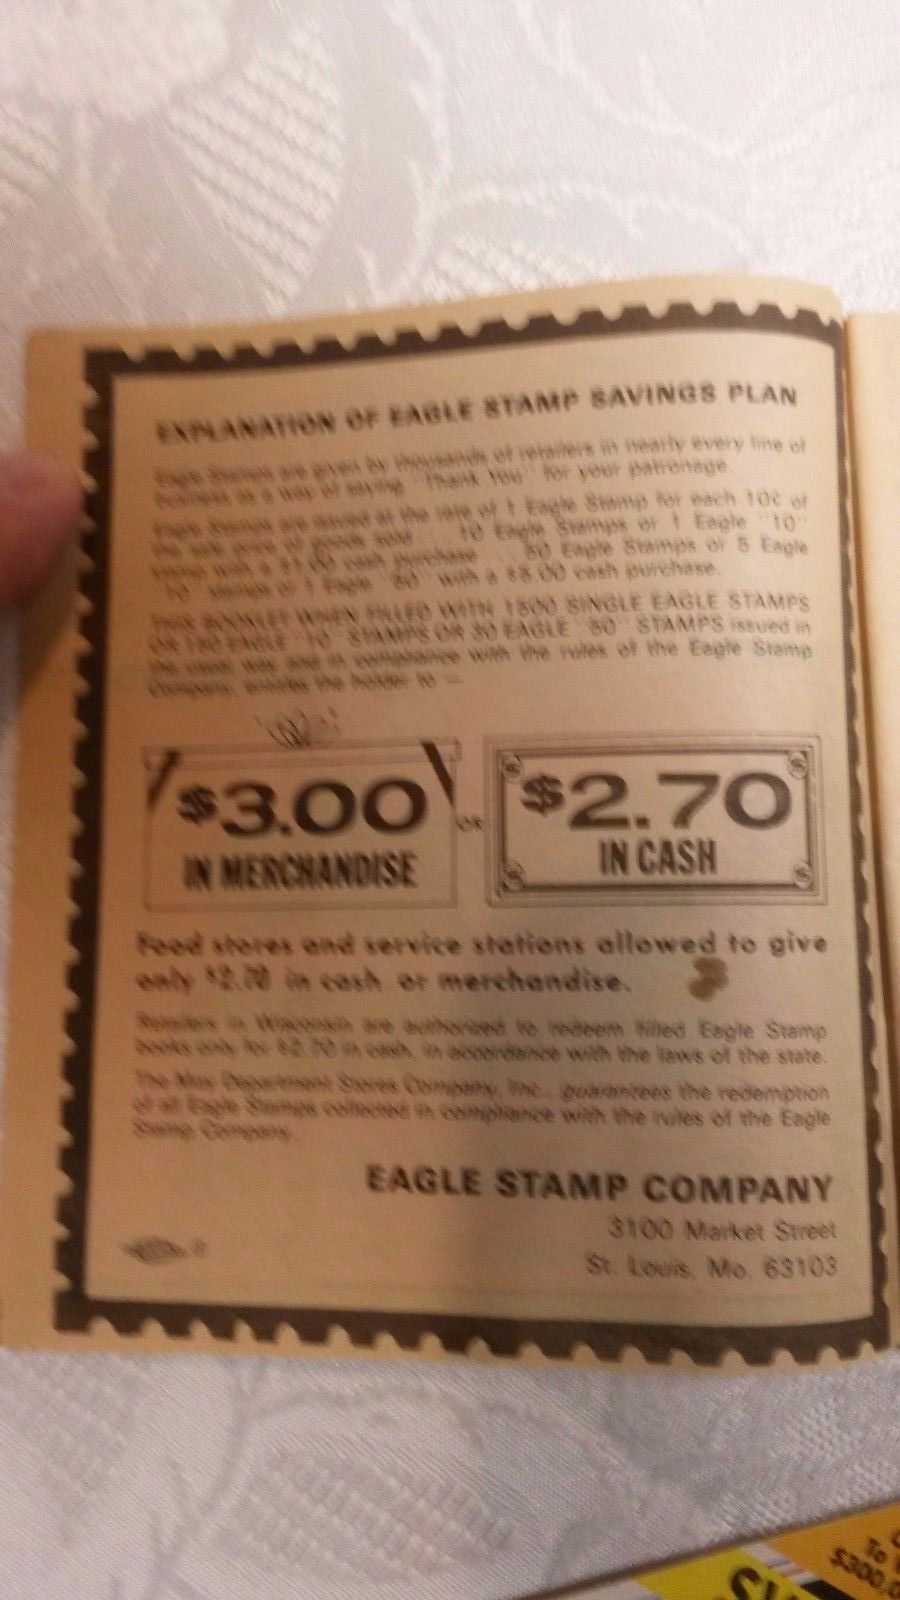 EXPLANATION OF EAGLE STAMP SAVINGS PLAN
Eagle Stamps are given by thousands of retailers in nearly every line of
business as a way of saying "Thank You" for your patronage.
Eagle Stamps are issued at the rate of 1 Eagle Stamp for each 10¢ of
the sale price of goods sold . . . 10 Eagle Stamps or 1 Eagle "10"
stamp with a $1.00 cash purchase . . . 50 Eagle Stamps or 5 Eagle
"10" stamps or 1 Eagle "50" with a $5.00 cash purchase.
THIS BOOKLET WHEN FILLED WITH 1500 SINGLE EAGLE STAMPS
OR 150 EAGLE "10" STAMPS OR 30 EAGLE "50" STAMPS issued in
the usual way and in compliance with the rules of the Eagle Stamp
Company, entitles the holder to —
$3.00 OR $2.70
IN MERCHANDISE IN CASH
Food stores and service stations allowed to give
only $2.70 in cash or merchandise.
Retailers in Wisconsin are authorized to redeem filled Eagle Stamp
books only for $2.70 in cash, in accordance with the laws of the state.
The May Department Stores Company, Inc., guarantees the redemption
of all Eagle Stamps collected in compliance with the rules of the Eagle
Stamp Company.
EAGLE STAMP COMPANY
3100 Market Street
St. Louis, Mo. 63103
To
$300,0